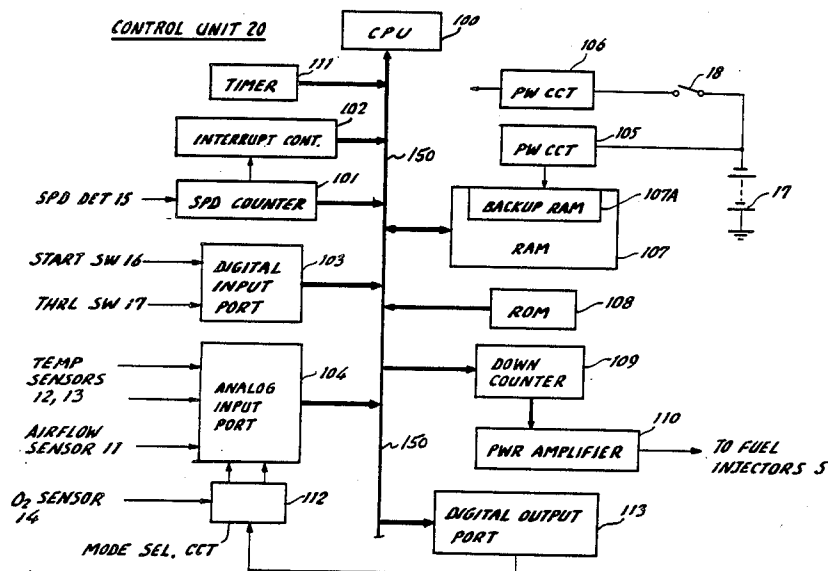 CONTROL UNIT 20
CPU
100
111
TIMER
102
INTERRUPT CONT.
101
SPD DET 15
SPD COUNTER
150
106
PW CCT
18
105
PW CCT
17
BACKUP RAM
107A
RAM
107
START SW 16
THRL SW 17
DIGITAL
INPUT
PORT
103
ROM
108
TEMP
SENSORS
12, 13
AIRFLOW
SENSOR 11
ANALOG
INPUT
PORT
104
DOWN
COUNTER
109
150
PWR AMPLIFIER
110
TO FUEL
INJECTORS 5
O2 SENSOR
14
112
MODE SEL. CCT
DIGITAL OUTPUT
PORT
113